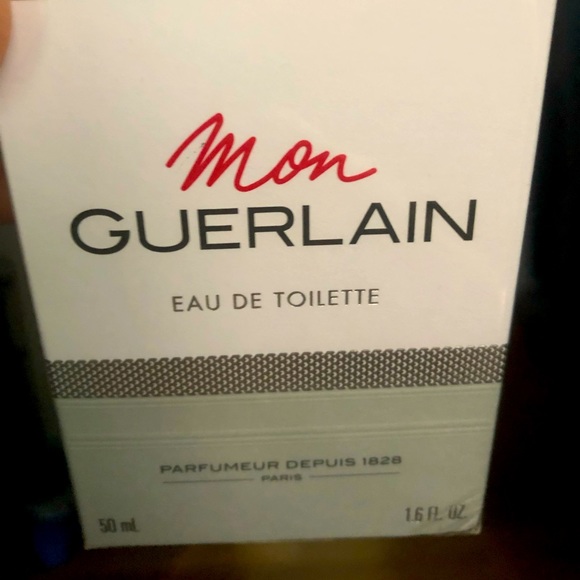 Mon
GUERLAIN
EAU DE TOILETTE
PARFUMEUR DEPUIS 1828
PARIS
50 ml 1.6 FL. OZ.